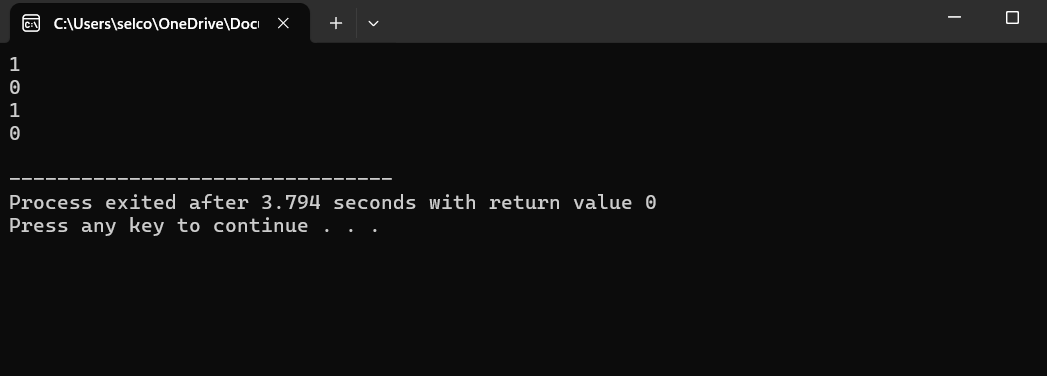 C:\Users\selco\OneDrive\Doc
1
0
1
0
--------------------------------
Process exited after 3.794 seconds with return value 0
Press any key to continue . . .